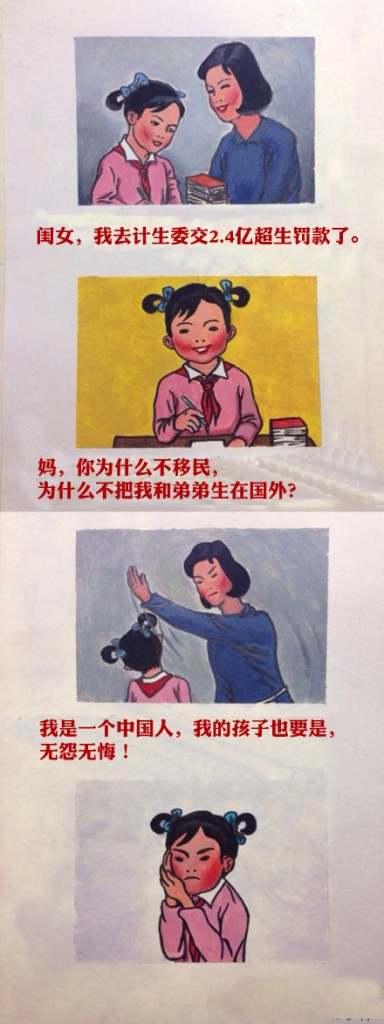 闺女，我去计生委交2.4亿超生罚款了。
妈，你为什么不移民，
为什么不把我和弟弟生在国外？
我是一个中国人，我的孩子也要是，
无怨无悔！